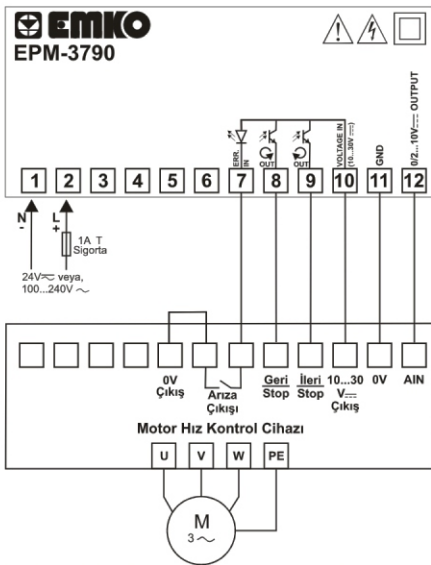 EMKO
EPM-3790
ERR. IN
OUT
OUT
VOLTAGE IN
(10...30V ⎓)
GND
0/2...10V⎓ OUTPUT
1 2 3 4 5 6 7 8 9 10 11 12
N L
- +
1A T
Sigorta
24V⎓~ veya,
100...240V ~
0V
Çıkış
Arıza
Çıkışı
Geri
Stop
İleri
Stop
10...30
V⎓
Çıkış
0V
AIN
Motor Hız Kontrol Cihazı
U V W PE
M
3~